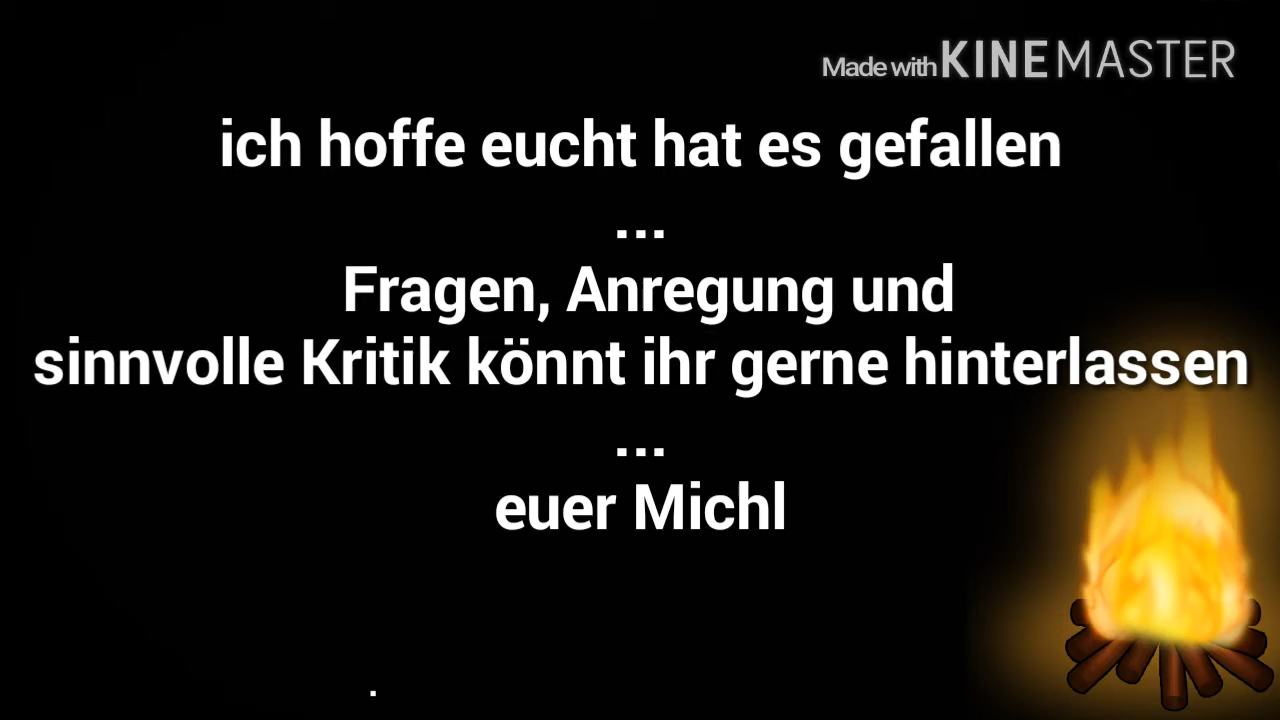 Made with KINEMASTER
ich hoffe eucht hat es gefallen
...
Fragen, Anregung und
sinnvolle Kritik könnt ihr gerne hinterlassen
...
euer Michl
.